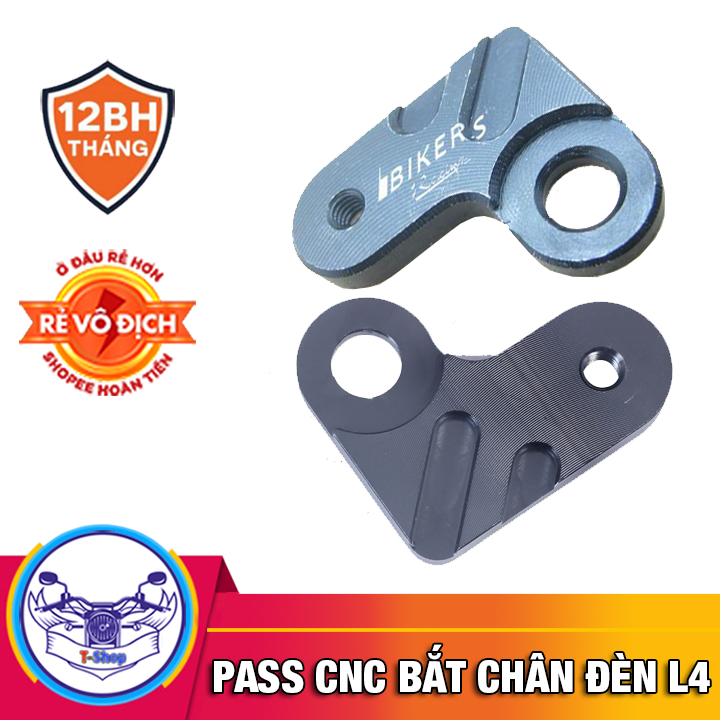 12BH
THÁNG
BIKERS
Ở ĐÂU RẺ HƠN
RẺ VÔ ĐỊCH
SHOPEE HOÀN TIỀN
T-Shop
PASS CNC BẮT CHÂN ĐÈN L4